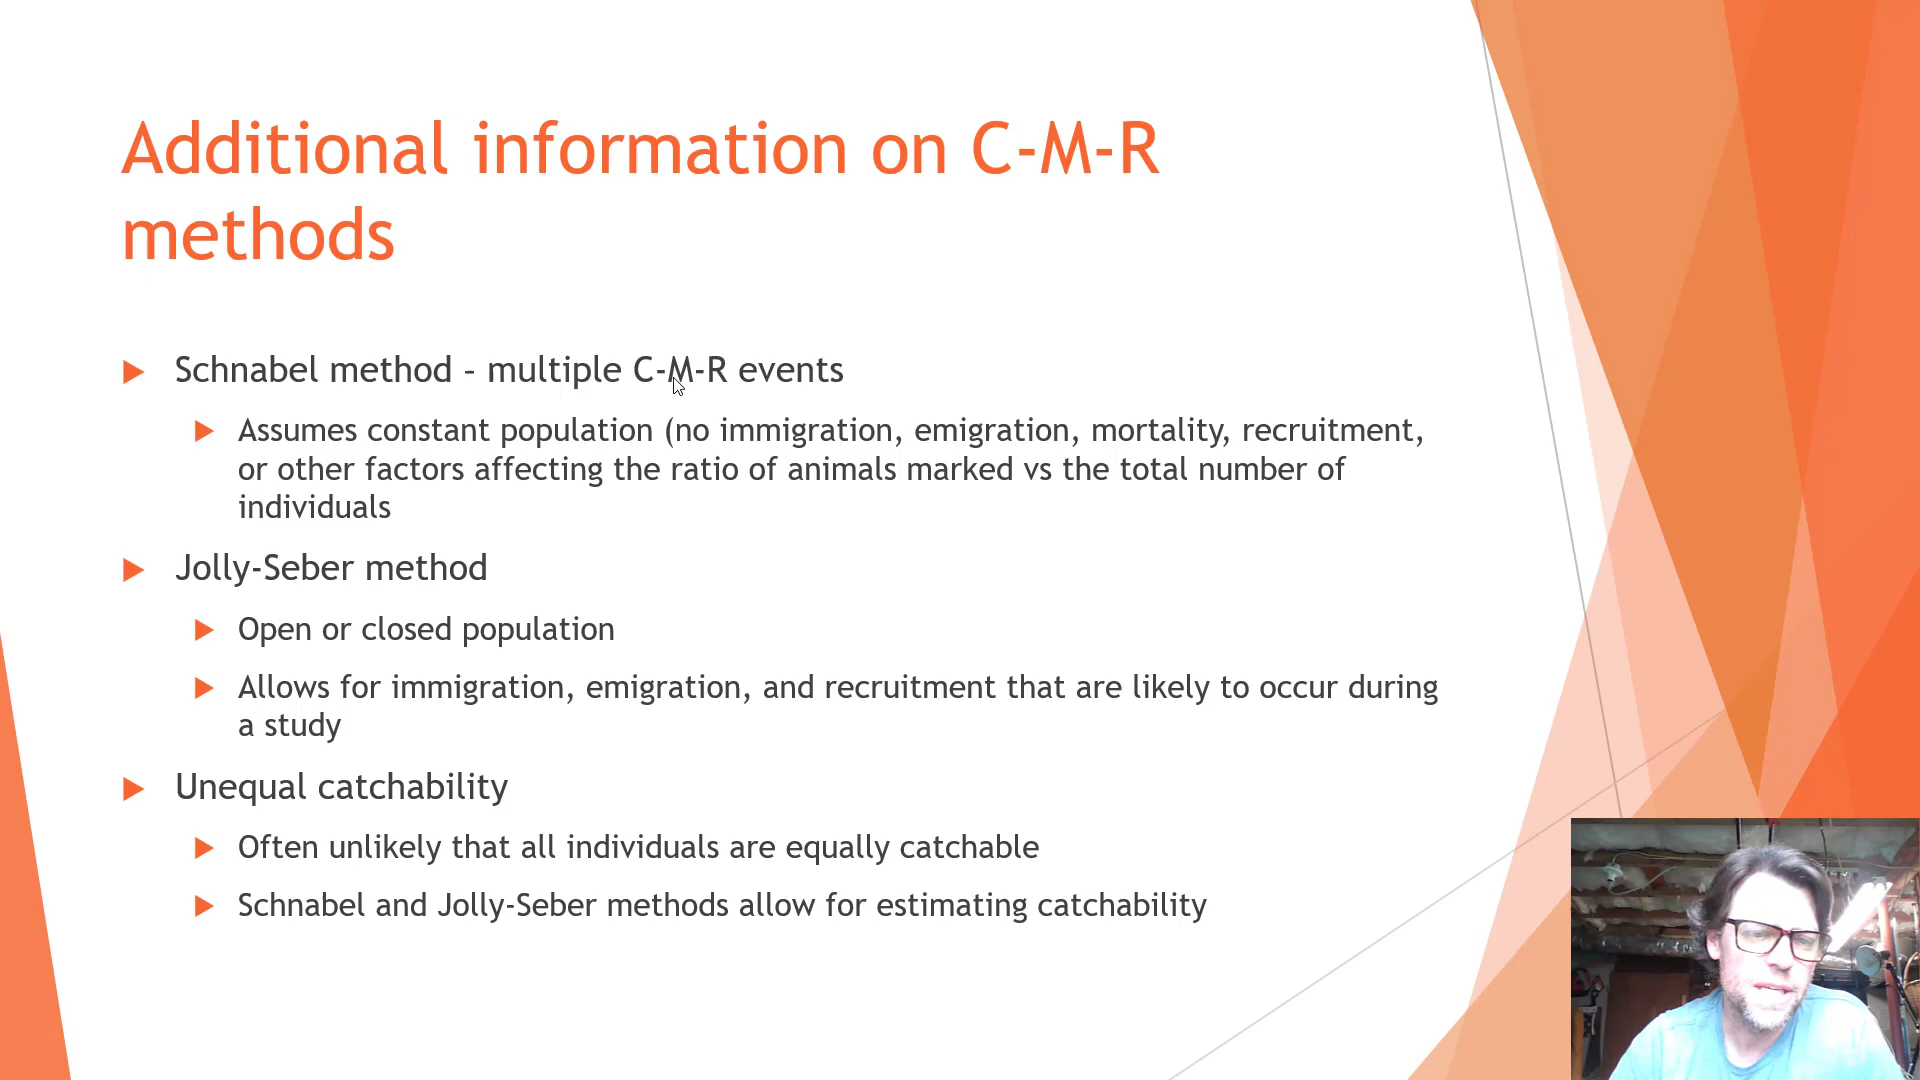 Additional information on C-M-R
methods
Schnabel method – multiple C-M-R events
Assumes constant population (no immigration, emigration, mortality, recruitment,
or other factors affecting the ratio of animals marked vs the total number of
individuals
Jolly-Seber method
Open or closed population
Allows for immigration, emigration, and recruitment that are likely to occur during
a study
Unequal catchability
Often unlikely that all individuals are equally catchable
Schnabel and Jolly-Seber methods allow for estimating catchability